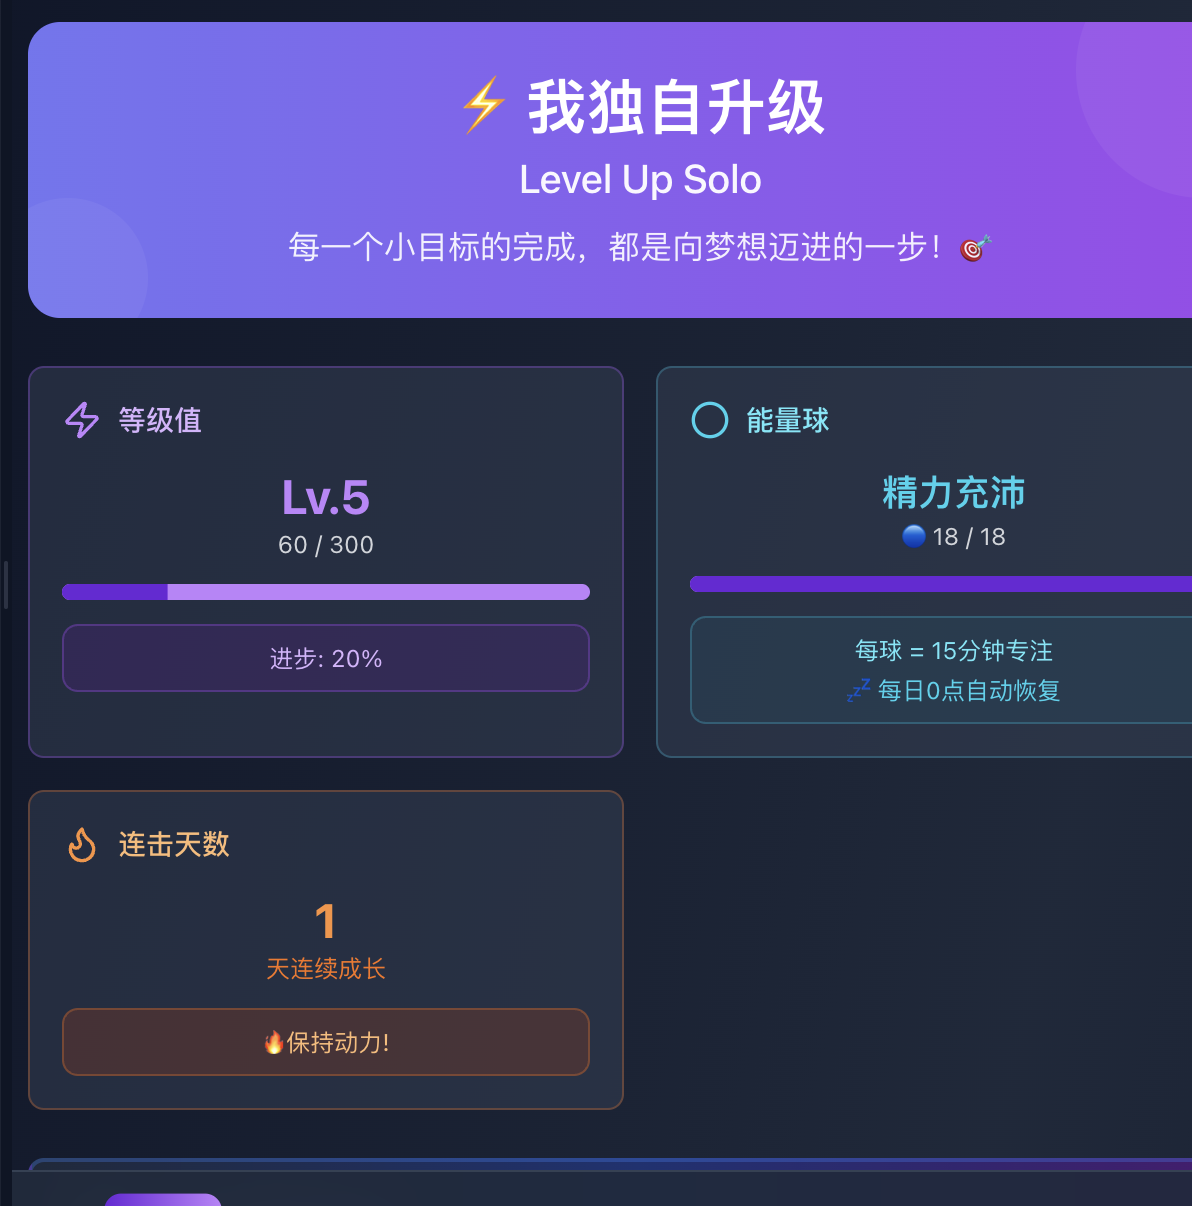 ⚡ 我独自升级
Level Up Solo
每一个小目标的完成，都是向梦想迈进的一步！🎯
等级值
Lv.5
60 / 300
进步: 20%
能量球
精力充沛
🔵 18 / 18
每球 = 15分钟专注
💤 每日0点自动恢复
连击天数
1
天连续成长
🔥保持动力!